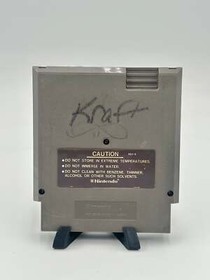 Kraft
CAUTION
•DO NOT STORE IN EXTREME TEMPERATURES.
•DO NOT IMMERSE IN WATER.
•DO NOT CLEAN WITH BENZENE, THINNER,
ALCOHOL OR OTHER SUCH SOLVENTS.
Nintendo